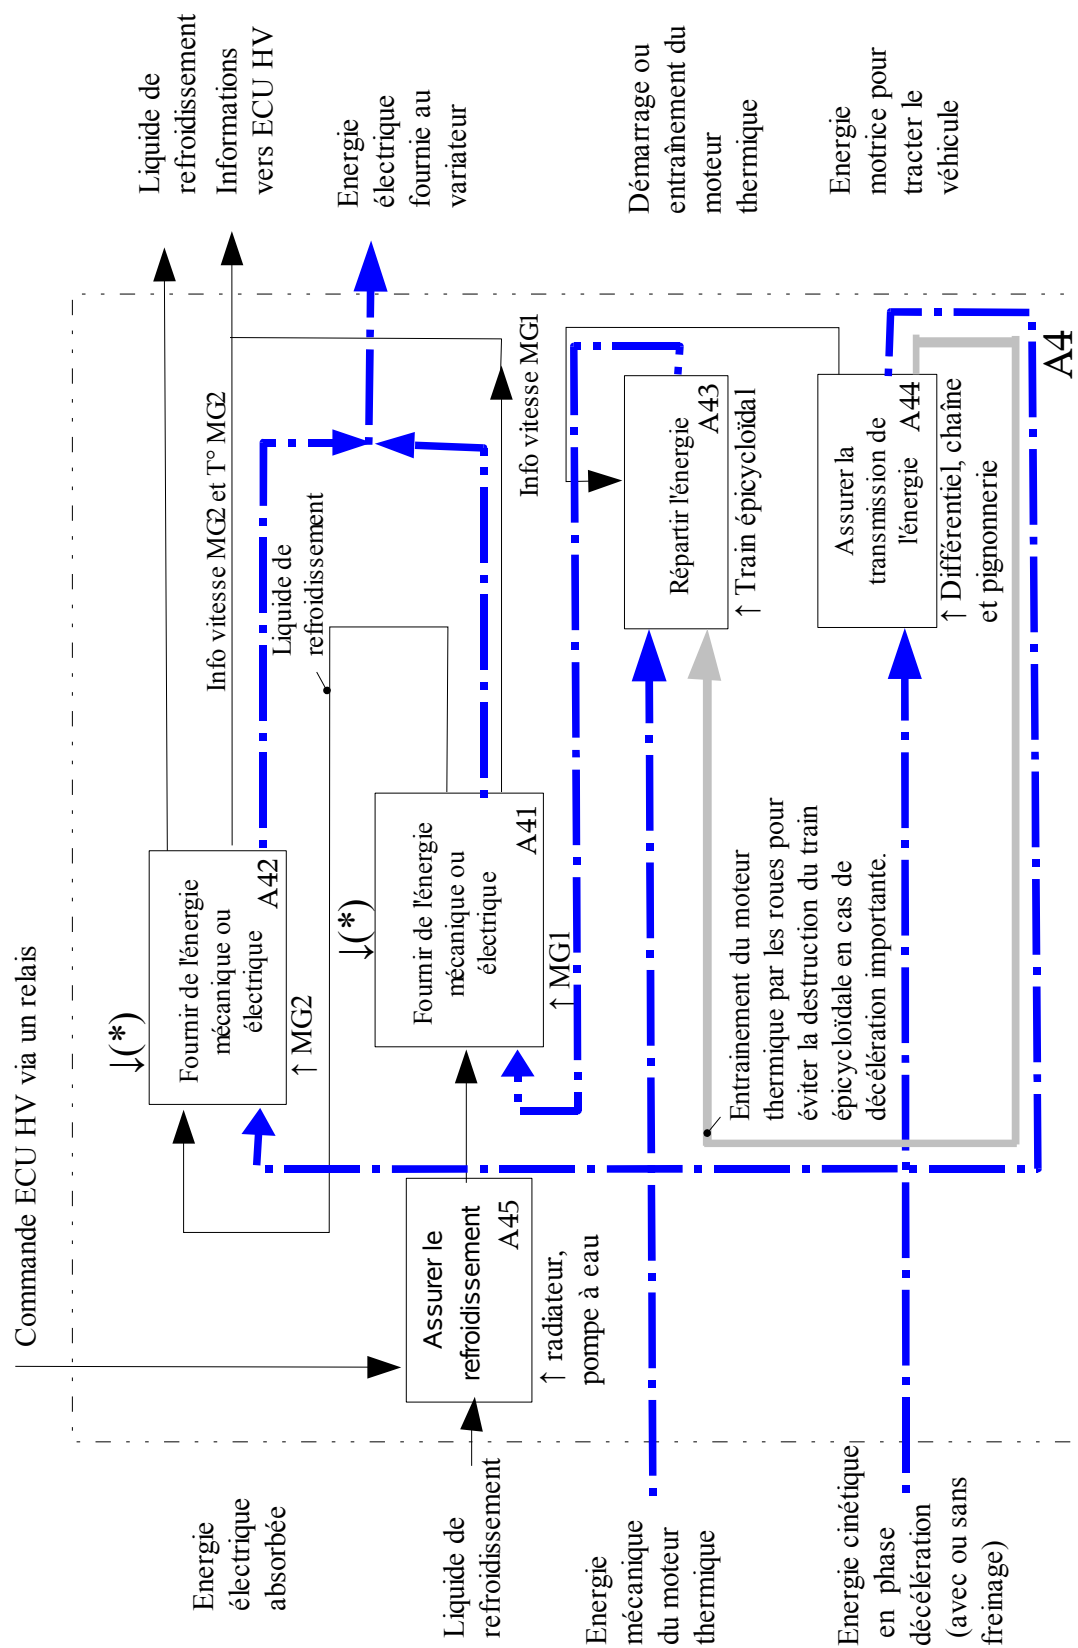 Commande ECU HV via un relais
Energie
électrique
absorbée
Liquide de
refroidissement
Energie
mécanique
du moteur
thermique
Energie cinétique
en phase
décélération
(avec ou sans
freinage)
↓(*)
Fournir de l'énergie
mécanique ou
électrique
A42
↑ MG2
↓(*)
Fournir de l'énergie
mécanique ou
électrique
A41
↑ MG1
Assurer le
refroidissement
A45
↑ radiateur,
pompe à eau
Info vitesse MG2 et T° MG2
Liquide de
refroidissement
Info vitesse MG1
Entrainement du moteur
thermique par les roues pour
éviter la destruction du train
épicycloïdale en cas de
décélération importante.
Répartir l'énergie
A43
↑ Train épicycloïdal
Assurer la
transmission de
l'énergie
A44
↑ Différentiel, chaîne
et pignonnerie
A4
Liquide de
refroidissement
Informations
vers ECU HV
Energie
électrique
fournie au
variateur
Démarrage ou
entraînement du
moteur
thermique
Energie
motrice pour
tracter le
véhicule